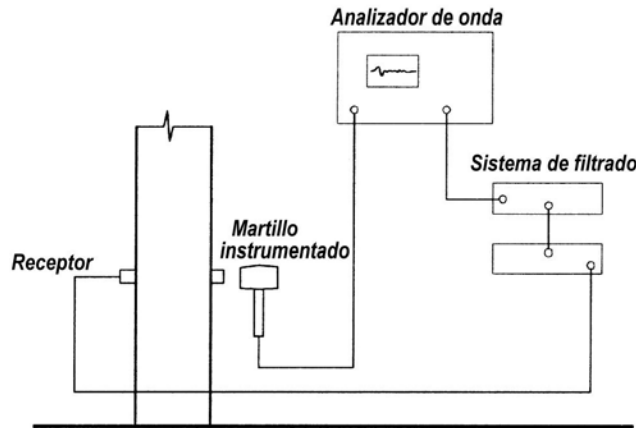 Analizador de onda
Sistema de filtrado
Martillo
instrumentado
Receptor